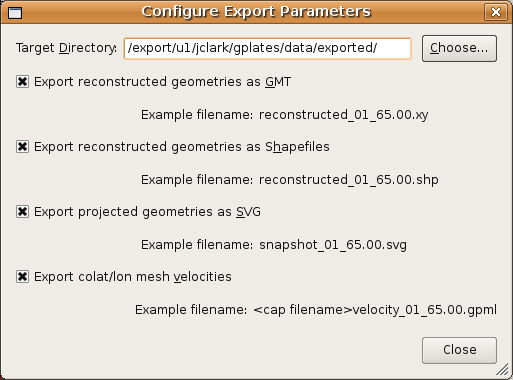 Configure Export Parameters
Target Directory: /export/u1/jclark/gplates/data/exported/ Choose...
Export reconstructed geometries as GMT
Example filename: reconstructed_01_65.00.xy
Export reconstructed geometries as Shapefiles
Example filename: reconstructed_01_65.00.shp
Export projected geometries as SVG
Example filename: snapshot_01_65.00.svg
Export colat/lon mesh velocities
Example filename: <cap filename>velocity_01_65.00.gpml
Close